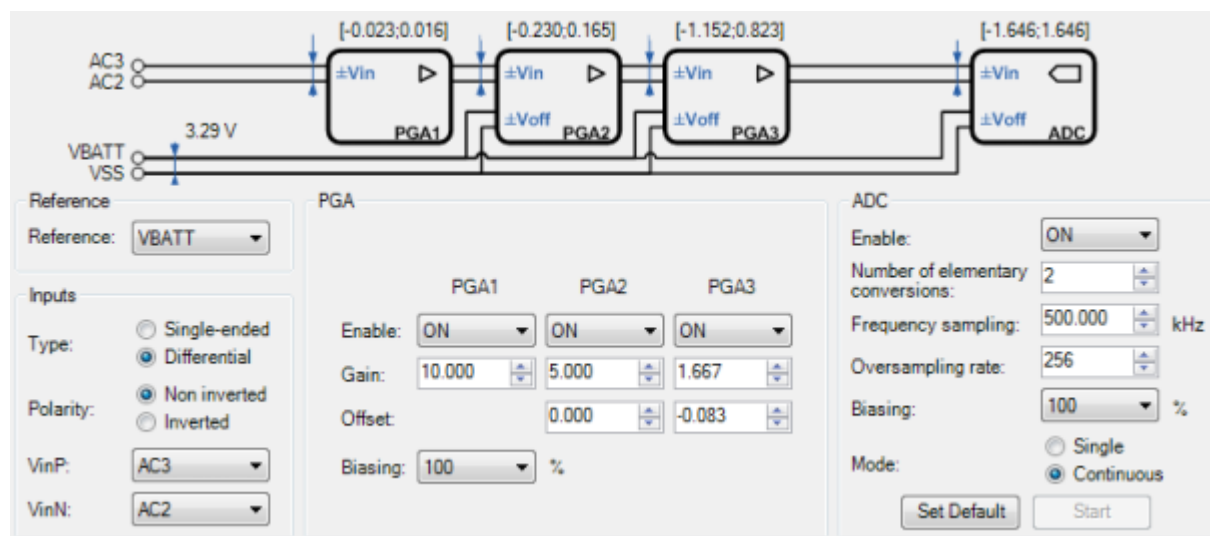 [-0.023;0.016] [-0.230;0.165] [-1.152;0.823] [-1.646;1.646]
AC3
AC2
±Vin ±Vin ±Vin ±Vin
±Voff ±Voff ±Voff
PGA1 PGA2 PGA3 ADC
3.29 V
VBATT
VSS
Reference
Reference: VBATT
Inputs
Type: Single-ended
Differential
Polarity: Non inverted
Inverted
VinP: AC3
VinN: AC2
PGA
PGA1 PGA2 PGA3
Enable: ON ON ON
Gain: 10.000 5.000 1.667
Offset: 0.000 -0.083
Biasing: 100 %
ADC
Enable: ON
Number of elementary
conversions: 2
Frequency sampling: 500.000 kHz
Oversampling rate: 256
Biasing: 100 %
Mode: Single
Continuous
Set Default Start